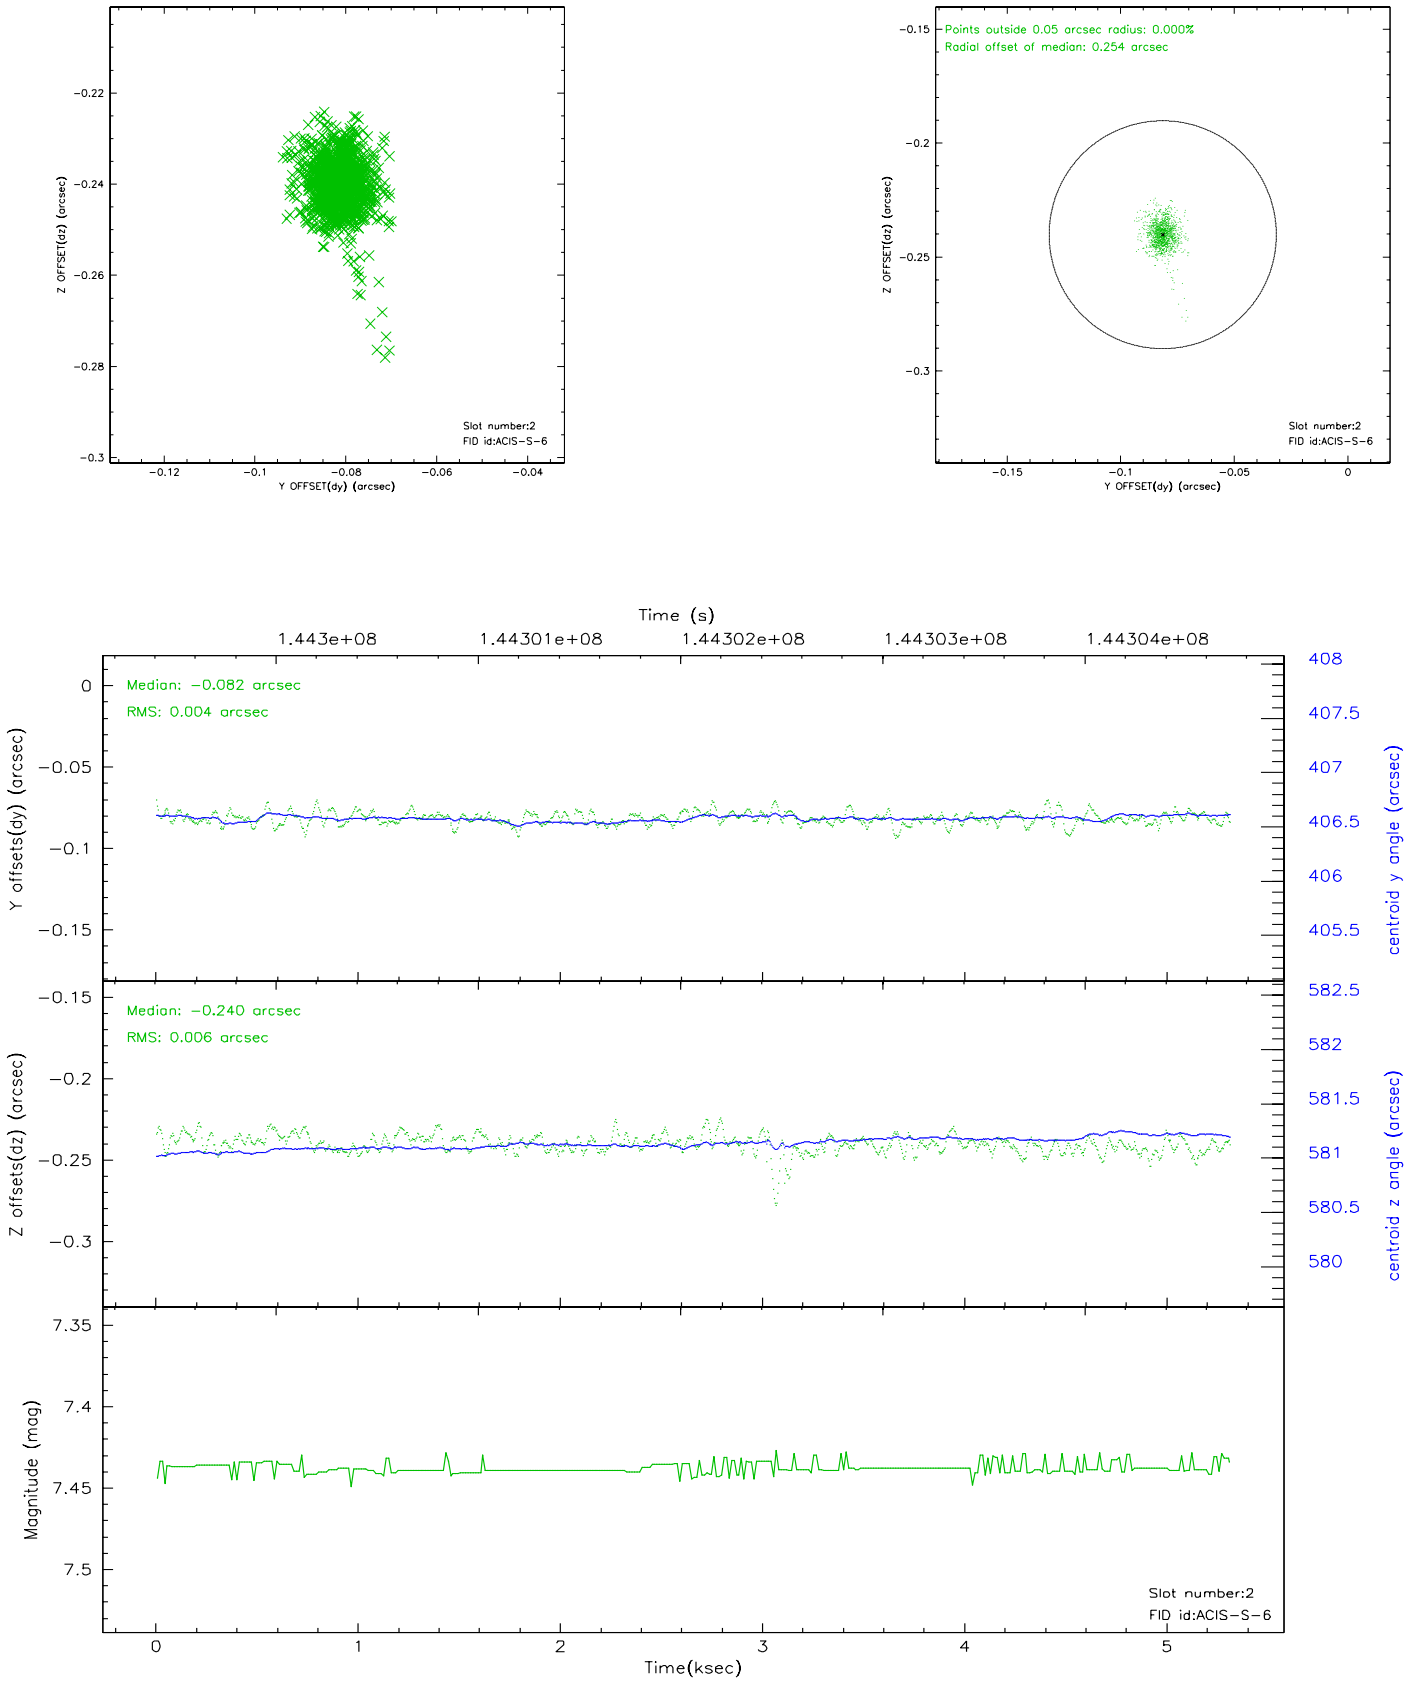 -0.22
-0.24
-0.26
-0.28
-0.3
Z OFFSET(dz) (arcsec)
Slot number:2
FID id:ACIS-S-6
-0.12
-0.1
-0.08
-0.06
-0.04
Y OFFSET(dy) (arcsec)
Points outside 0.05 arcsec radius: 0.000%
Radial offset of median: 0.254 arcsec
-0.15
-0.2
-0.25
-0.3
Z OFFSET(dz) (arcsec)
Slot number:2
FID id:ACIS-S-6
-0.15
-0.1
-0.05
0
Y OFFSET(dy) (arcsec)
Time (s)
1.443e+08
1.44301e+08
1.44302e+08
1.44303e+08
1.44304e+08
Median: -0.082 arcsec
RMS: 0.004 arcsec
0
-0.05
-0.1
-0.15
Y offsets(dy) (arcsec)
408
407.5
407
406.5
406
405.5
centroid y angle (arcsec)
Median: -0.240 arcsec
RMS: 0.006 arcsec
-0.15
-0.2
-0.25
-0.3
Z offsets(dz) (arcsec)
582.5
582
581.5
581
580.5
580
centroid z angle (arcsec)
7.35
7.4
7.45
7.5
Magnitude (mag)
Slot number:2
FID id:ACIS-S-6
0
1
2
3
4
5
Time(ksec)